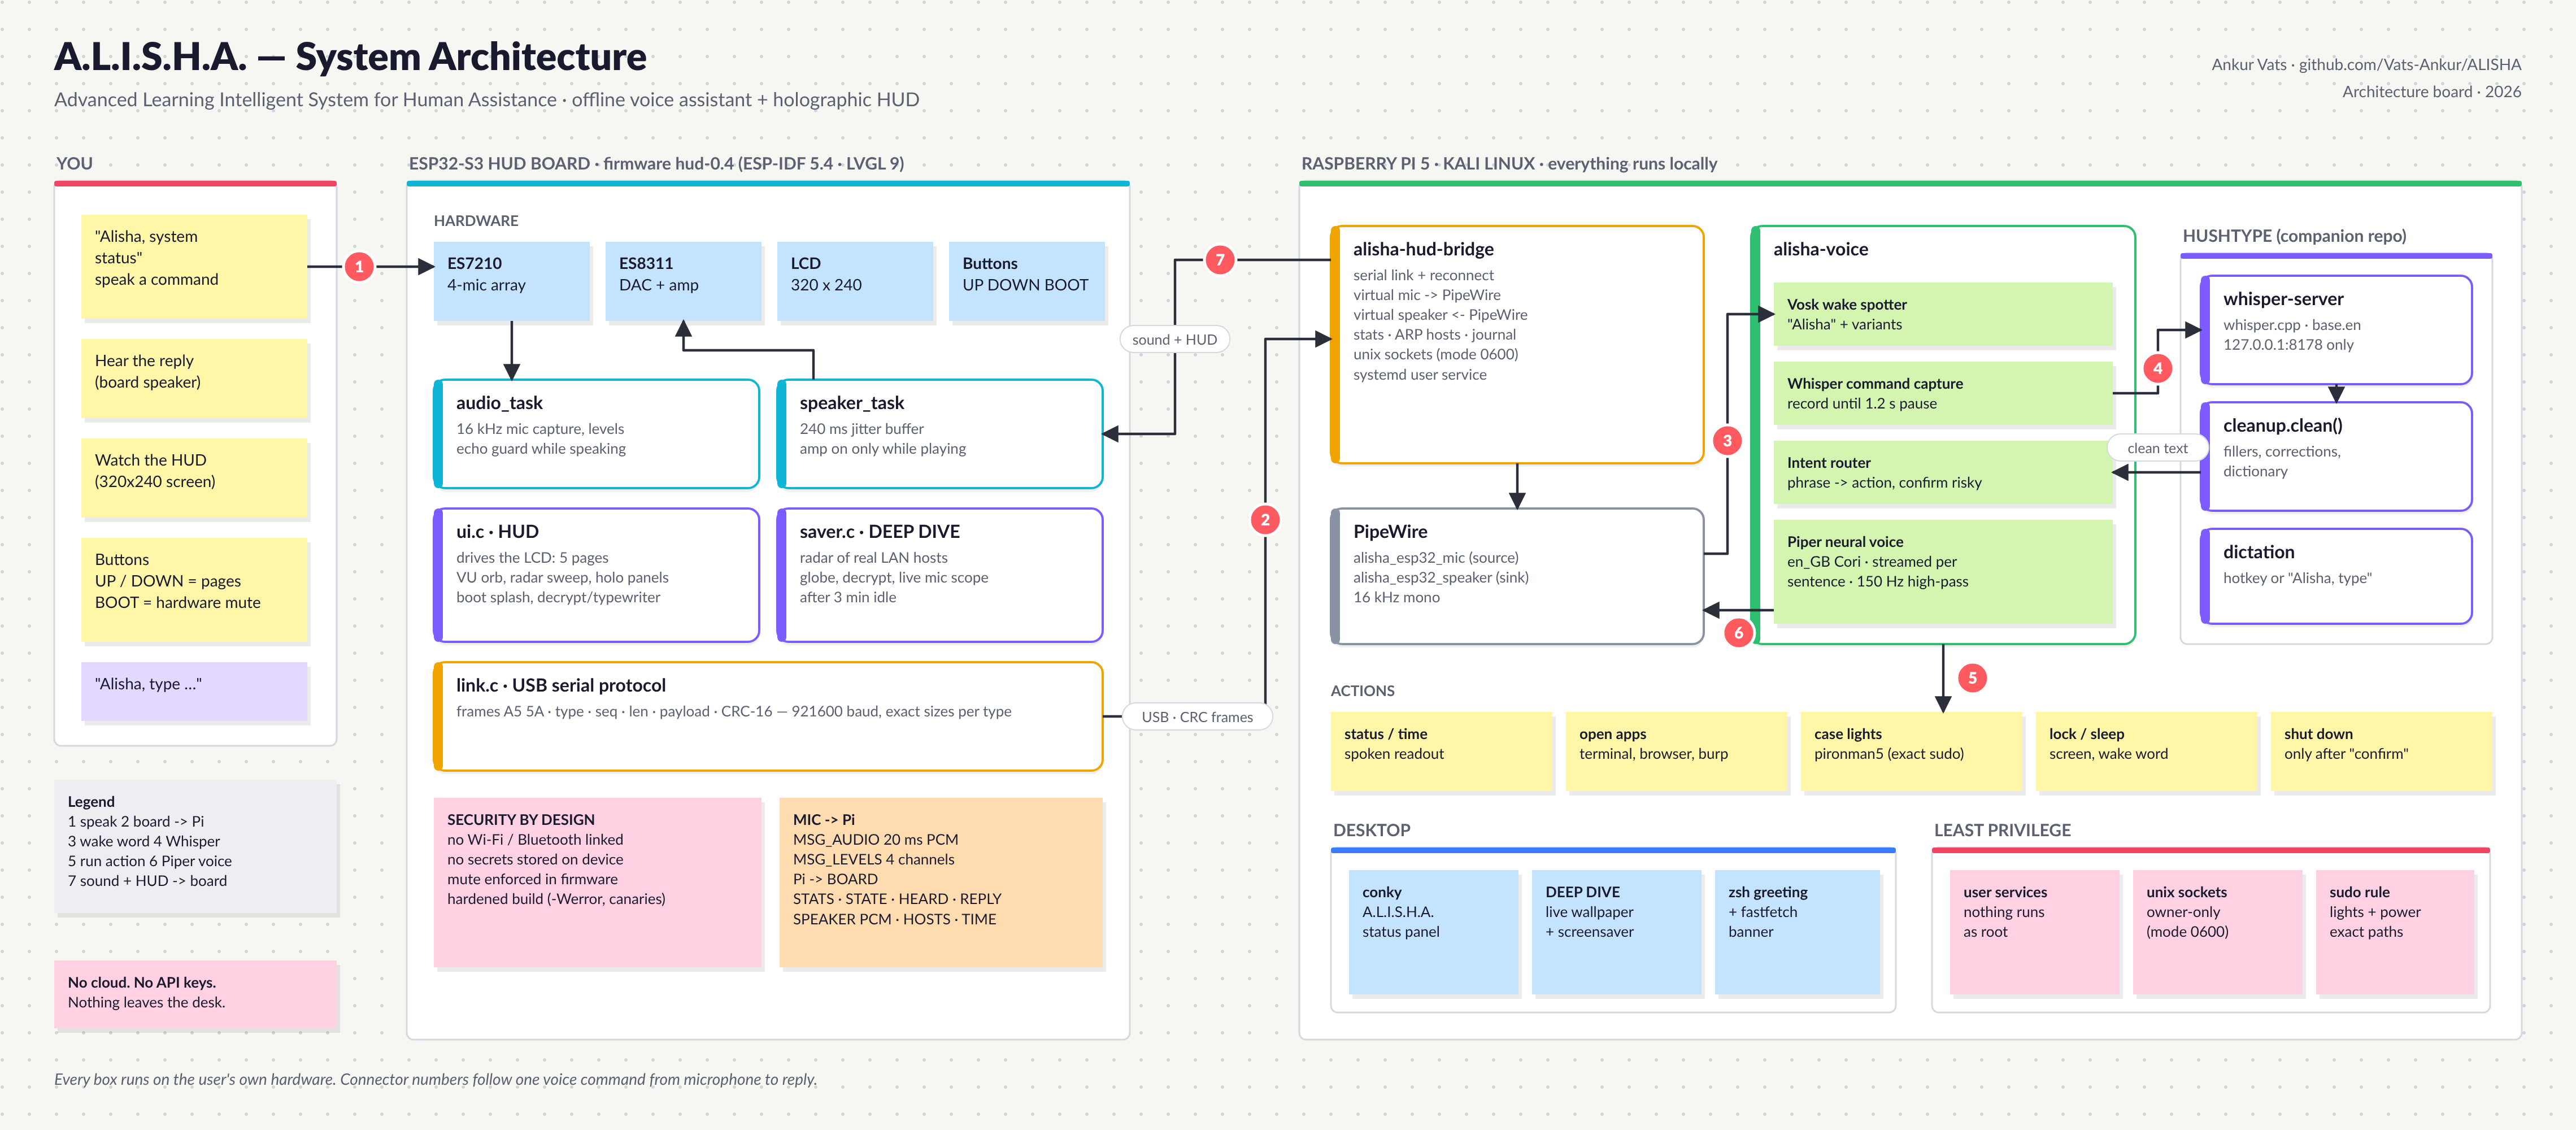 A.L.I.S.H.A. — System Architecture
Advanced Learning Intelligent System for Human Assistance · offline voice assistant + holographic HUD
Ankur Vats · github.com/Vats-Ankur/ALISHA
Architecture board · 2026
YOU
"Alisha, system
status"
speak a command
Hear the reply
(board speaker)
Watch the HUD
(320x240 screen)
Buttons
UP / DOWN = pages
BOOT = hardware mute
"Alisha, type ..."
Legend
1 speak 2 board -> Pi
3 wake word 4 Whisper
5 run action 6 Piper voice
7 sound + HUD -> board
No cloud. No API keys.
Nothing leaves the desk.
1
ESP32-S3 HUD BOARD · firmware hud-0.4 (ESP-IDF 5.4 · LVGL 9)
HARDWARE
ES7210
4-mic array
ES8311
DAC + amp
LCD
320 x 240
Buttons
UP DOWN BOOT
audio_task
16 kHz mic capture, levels
echo guard while speaking
speaker_task
240 ms jitter buffer
amp on only while playing
ui.c · HUD
drives the LCD: 5 pages
VU orb, radar sweep, holo panels
boot splash, decrypt/typewriter
saver.c · DEEP DIVE
radar of real LAN hosts
globe, decrypt, live mic scope
after 3 min idle
link.c · USB serial protocol
frames A5 5A · type · seq · len · payload · CRC-16 — 921600 baud, exact sizes per type
SECURITY BY DESIGN
no Wi-Fi / Bluetooth linked
no secrets stored on device
mute enforced in firmware
hardened build (-Werror, canaries)
MIC -> Pi
MSG_AUDIO 20 ms PCM
MSG_LEVELS 4 channels
Pi -> BOARD
STATS · STATE · HEARD · REPLY
SPEAKER PCM · HOSTS · TIME
7
sound + HUD
2
USB · CRC frames
RASPBERRY PI 5 · KALI LINUX · everything runs locally
alisha-hud-bridge
serial link + reconnect
virtual mic -> PipeWire
virtual speaker <- PipeWire
stats · ARP hosts · journal
unix sockets (mode 0600)
systemd user service
PipeWire
alisha_esp32_mic (source)
alisha_esp32_speaker (sink)
16 kHz mono
3
6
alisha-voice
Vosk wake spotter
"Alisha" + variants
Whisper command capture
record until 1.2 s pause
Intent router
phrase -> action, confirm risky
Piper neural voice
en_GB Cori · streamed per
sentence · 150 Hz high-pass
4
clean text
5
HUSHTYPE (companion repo)
whisper-server
whisper.cpp · base.en
127.0.0.1:8178 only
cleanup.clean()
fillers, corrections,
dictionary
dictation
hotkey or "Alisha, type"
ACTIONS
status / time
spoken readout
open apps
terminal, browser, burp
case lights
pironman5 (exact sudo)
lock / sleep
screen, wake word
shut down
only after "confirm"
DESKTOP
conky
A.L.I.S.H.A.
status panel
DEEP DIVE
live wallpaper
+ screensaver
zsh greeting
+ fastfetch
banner
LEAST PRIVILEGE
user services
nothing runs
as root
unix sockets
owner-only
(mode 0600)
sudo rule
lights + power
exact paths
Every box runs on the user's own hardware. Connector numbers follow one voice command from microphone to reply.